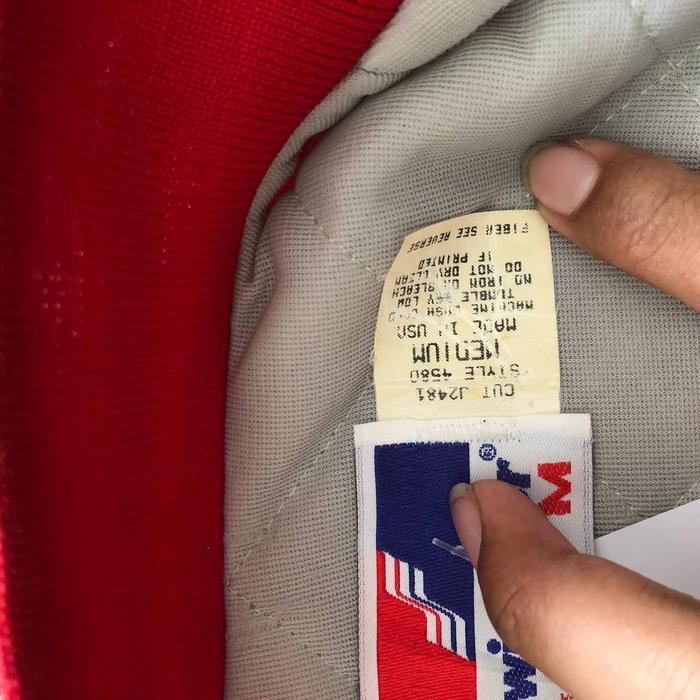 CUT J2481
STYLE 4580
MEDIUM
MADE IN USA
MACHINE WASH COLD
TUMBLE DRY LOW
NO IRON OR BLEACH
DO NOT DRY CLEAN
IF PRINTED
FIBER SEE REVERSE
®
M